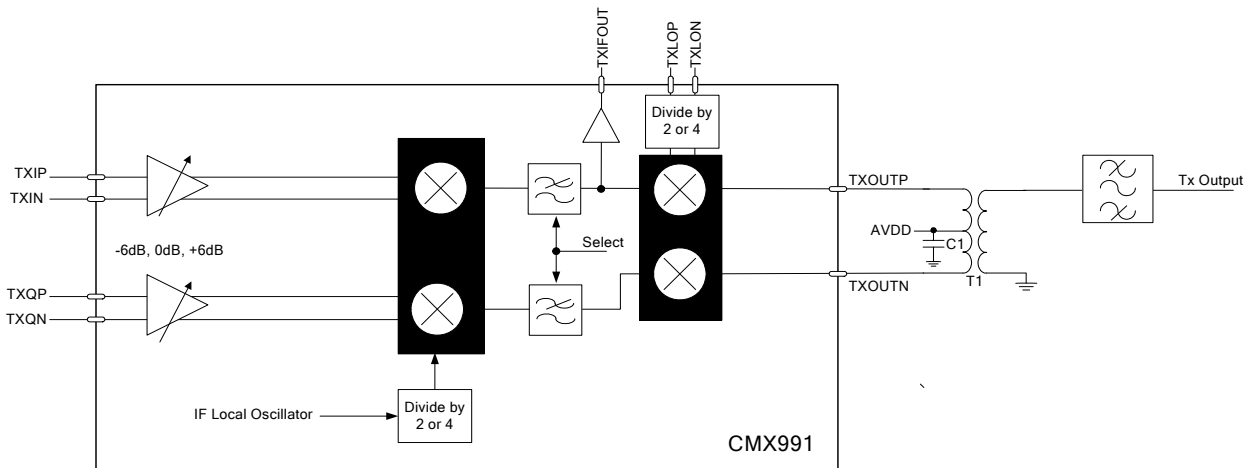 TXIFOUT
TXLOP
TXLON
Divide by
2 or 4
TXIP
TXIN
TXOUTP
Tx Output
Select
AVDD
C1
-6dB, 0dB, +6dB
T1
TXQP
TXQN
TXOUTN
IF Local Oscillator
Divide by
2 or 4
CMX991